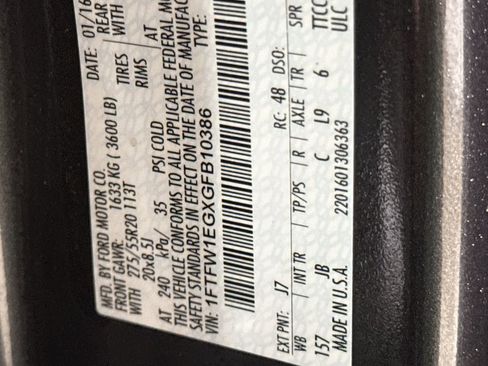 MFD. BY FORD MOTOR CO.
DATE: 01/16
FRONT GAWR: 1633 KG ( 3600 LB)
REAR
WITH 275/55R20 113T TIRES
WITH
20x8.5J RIMS
AT 240 kPa/ 35 PSI COLD
AT
THIS VEHICLE CONFORMS TO ALL APPLICABLE FEDERAL M
SAFETY STANDARDS IN EFFECT ON THE DATE OF MANUFAC
VIN: 1FTFW1EGXGFB10386
TYPE:
EXT PNT: J7 RC: 48 DSO:
WB INT TR TP/PS R AXLE TR SPR
157 JB C L9 6 TTCC
MADE IN U.S.A. 2201601306363 ULC